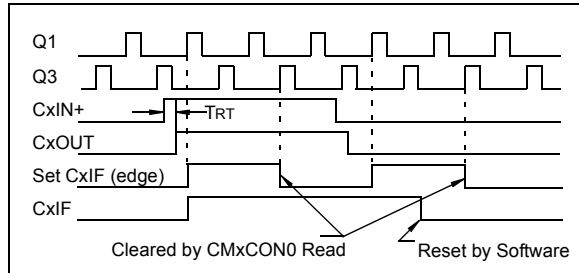 Q1
Q3
CxIN+
TRT
CxOUT
Set CxIF (edge)
CxIF
Cleared by CMxCON0 Read
Reset by Software